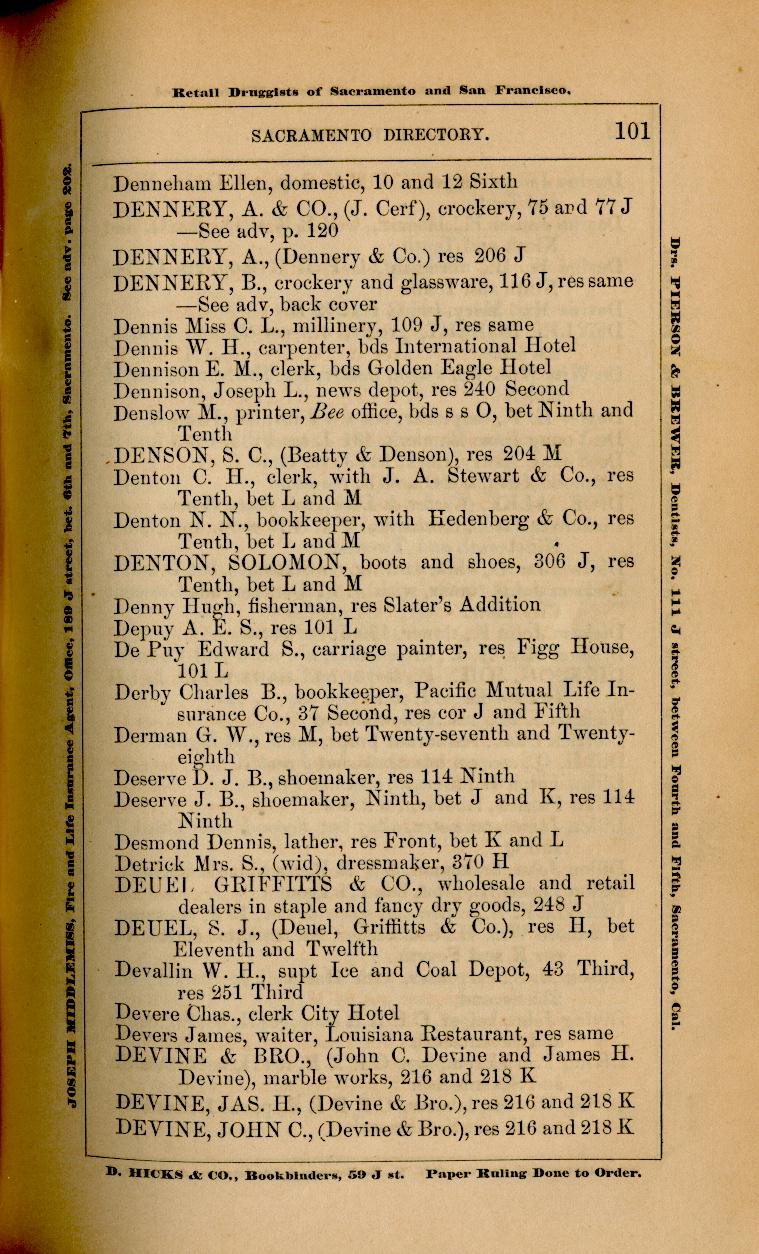 Retail Druggists of Sacramento and San Francisco.
SACRAMENTO DIRECTORY. 101
Denneham Ellen, domestic, 10 and 12 Sixth
DENNERY, A. & CO., (J. Cerf), crockery, 75 and 77 J
—See adv, p. 120
DENNERY, A., (Dennery & Co.) res 206 J
DENNERY, B., crockery and glassware, 116 J, res same
—See adv, back cover
Dennis Miss C. L., millinery, 109 J, res same
Dennis W. H., carpenter, bds International Hotel
Dennison E. M., clerk, bds Golden Eagle Hotel
Dennison, Joseph L., news depot, res 240 Second
Denslow M., printer, Bee office, bds s s O, bet Ninth and
Tenth
DENSON, S. C., (Beatty & Denson), res 204 M
Denton C. H., clerk, with J. A. Stewart & Co., res
Tenth, bet L and M
Denton N. N., bookkeeper, with Hedenberg & Co., res
Tenth, bet L and M
DENTON, SOLOMON, boots and shoes, 306 J, res
Tenth, bet L and M
Denny Hugh, fisherman, res Slater's Addition
Depuy A. E. S., res 101 L
De Puy Edward S., carriage painter, res Figg House,
101 L
Derby Charles B., bookkeeper, Pacific Mutual Life In-
surance Co., 37 Second, res cor J and Fifth
Derman G. W., res M, bet Twenty-seventh and Twenty-
eighth
Deserve D. J. B., shoemaker, res 114 Ninth
Deserve J. B., shoemaker, Ninth, bet J and K, res 114
Ninth
Desmond Dennis, lather, res Front, bet K and L
Detrick Mrs. S., (wid), dressmaker, 370 H
DEUEL GRIFFITTS & CO., wholesale and retail
dealers in staple and fancy dry goods, 248 J
DEUEL, S. J., (Deuel, Griffitts & Co.), res H, bet
Eleventh and Twelfth
Devallin W. H., supt Ice and Coal Depot, 43 Third,
res 251 Third
Devere Chas., clerk City Hotel
Devers James, waiter, Louisiana Restaurant, res same
DEVINE & BRO., (John C. Devine and James H.
Devine), marble works, 216 and 218 K
DEVINE, JAS. H., (Devine & Bro.), res 216 and 218 K
DEVINE, JOHN C., (Devine & Bro.), res 216 and 218 K
D. HICKS & CO., Bookbinders, 59 J st. Paper Ruling Done to Order.
JOSEPH MIDDLEMISS, Fire and Life Insurance Agent, Office, 189 J street, bet. 6th and 7th, Sacramento. See adv. page 202.
Drs. PIERSON & BREWER, Dentists, No. 111 J street, between Fourth and Fifth, Sacramento, Cal.